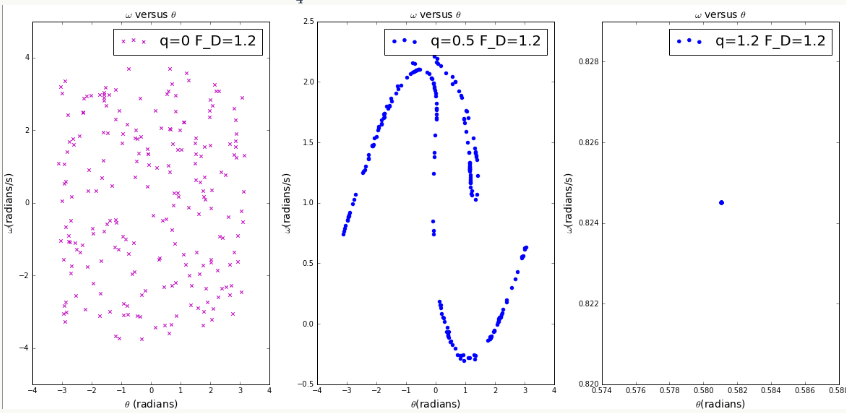 4
ω versus θ
q=0 F_D=1.2
ω(radians/s)
4
2
0
−2
−4
−4 −3 −2 −1 0 1 2 3 4
θ (radians)
ω versus θ
q=0.5 F_D=1.2
ω(radians/s)
2.5
2.0
1.5
1.0
0.5
0.0
−0.5
−4 −3 −2 −1 0 1 2 3 4
θ(radians)
ω versus θ
q=1.2 F_D=1.2
ω(radians/s)
0.828
0.826
0.824
0.822
0.820
0.574 0.576 0.578 0.580 0.582 0.584 0.586 0.588
θ(radians)